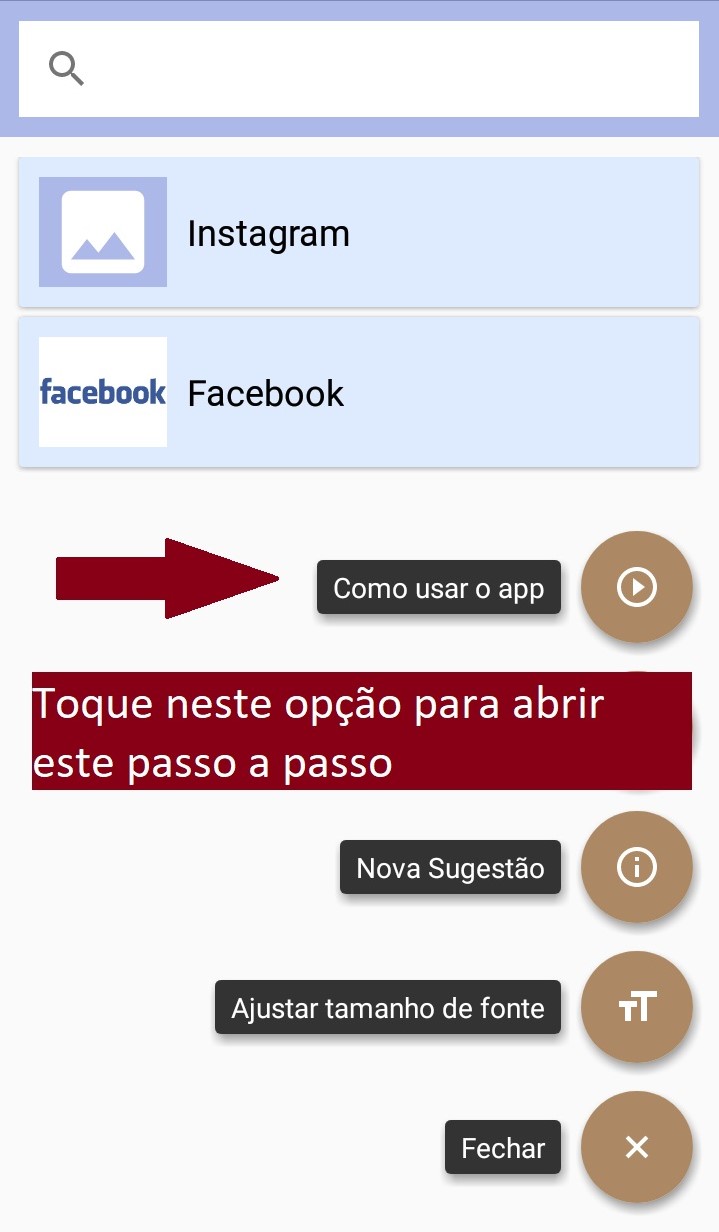 Instagram
facebook
Facebook
Como usar o app
Toque neste opção para abrir
este passo a passo
Nova Sugestão
Ajustar tamanho de fonte
Fechar